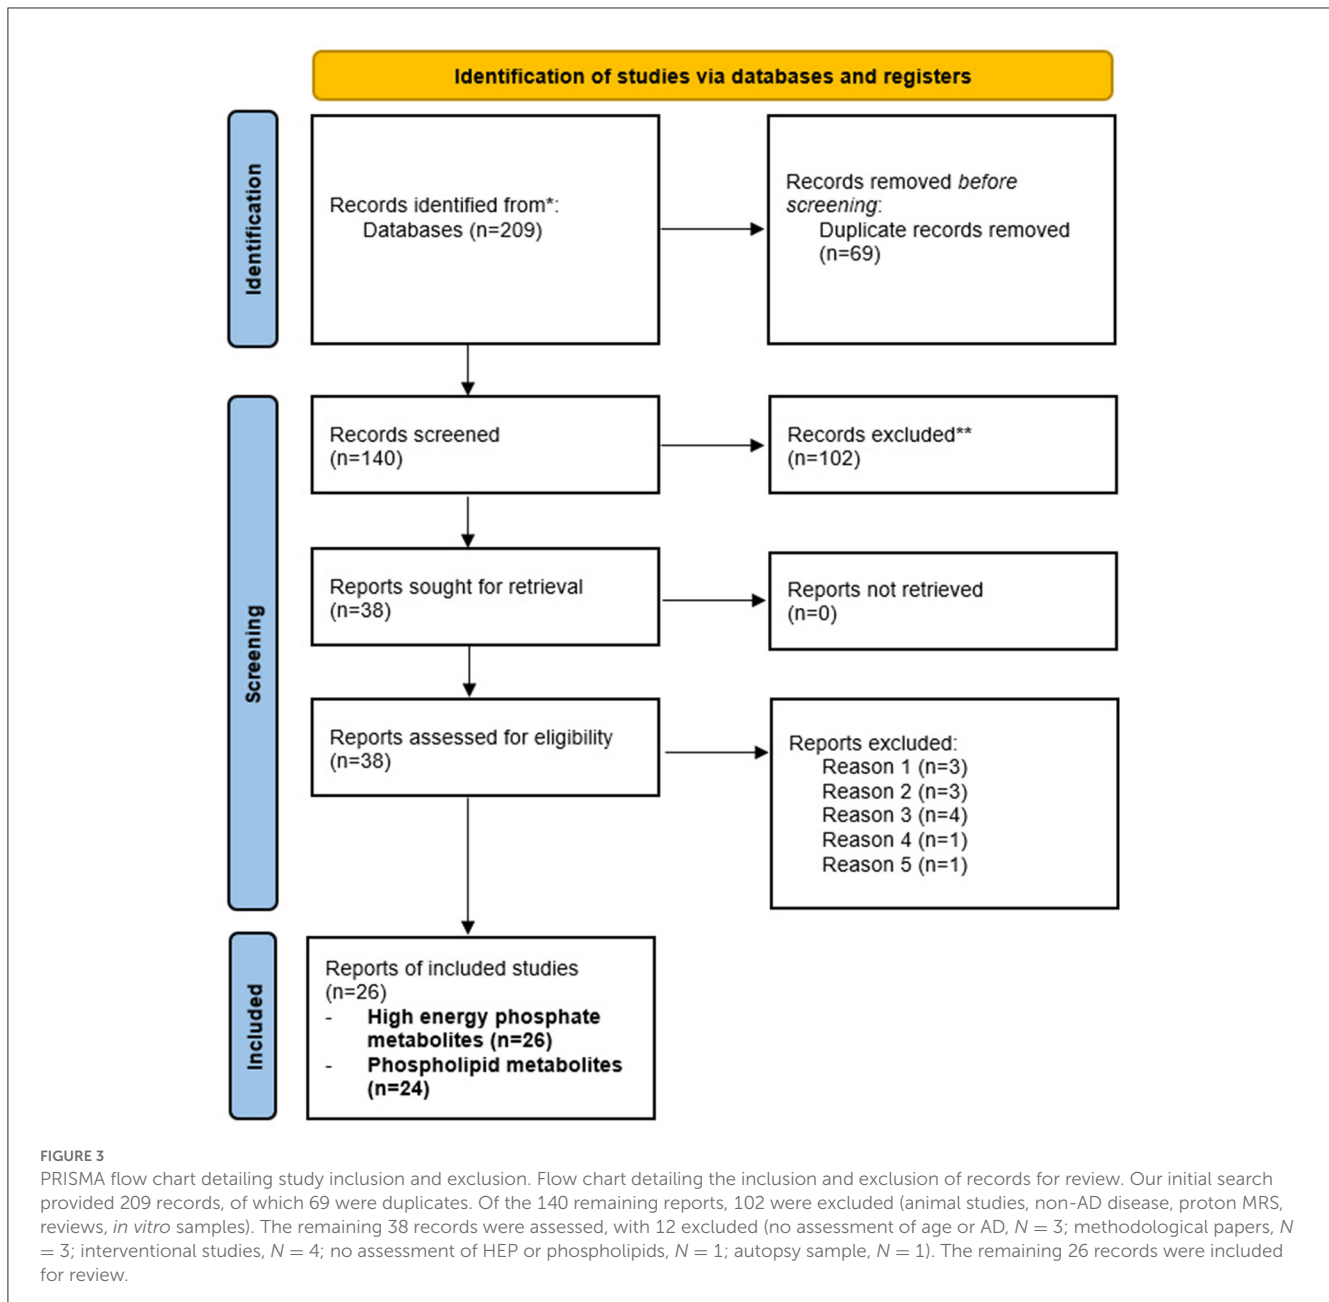 Identification of studies via databases and registers
Identification
Records identified from*:
Databases (n=209)
Records removed before
screening:
Duplicate records removed
(n=69)
Screening
Records screened
(n=140)
Records excluded**
(n=102)
Reports sought for retrieval
(n=38)
Reports not retrieved
(n=0)
Reports assessed for eligibility
(n=38)
Reports excluded:
Reason 1 (n=3)
Reason 2 (n=3)
Reason 3 (n=4)
Reason 4 (n=1)
Reason 5 (n=1)
Included
Reports of included studies
(n=26)
- High energy phosphate
metabolites (n=26)
- Phospholipid metabolites
(n=24)
FIGURE 3
PRISMA flow chart detailing study inclusion and exclusion. Flow chart detailing the inclusion and exclusion of records for review. Our initial search
provided 209 records, of which 69 were duplicates. Of the 140 remaining reports, 102 were excluded (animal studies, non-AD disease, proton MRS,
reviews, in vitro samples). The remaining 38 records were assessed, with 12 excluded (no assessment of age or AD, N = 3; methodological papers, N
= 3; interventional studies, N = 4; no assessment of HEP or phospholipids, N = 1; autopsy sample, N = 1). The remaining 26 records were included
for review.